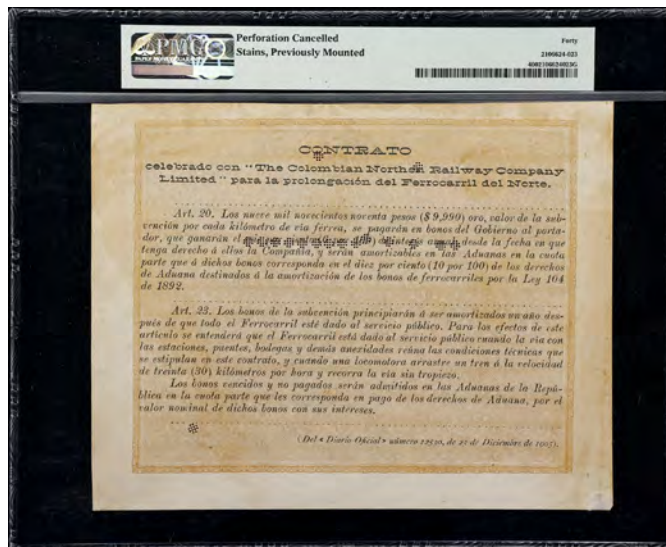 PMG
Perforation Cancelled
Stains, Previously Mounted
Forty
2106624-023
CONTRATO
celebrado con "The Colombian Northern Railway Company
Limited" para la prolongación del Ferrocarril del Norte.
Art. 20. Los nueve mil novecientos noventa pesos ($ 9,990) oro, valor de la sub-
vención por cada kilómetro de vía férrea, se pagarán en bonos del Gobierno al porta-
dor, que ganarán el de interés anual desde la fecha en que
tenga derecho á ellos la Compañía, y serán amortizables en las Aduanas en la cuota
parte que á dichos bonos corresponda en el diez por ciento (10 por 100) de los derechos
de Aduana destinados á la amortización de los bonos de ferrocarriles por la Ley 104
de 1892.
Art. 23. Los bonos de la subvención principiarán á ser amortizados un año des-
pués de que todo el Ferrocarril esté dado al servicio público. Para los efectos de este
artículo se entenderá que el Ferrocarril está dado al servicio público cuando la vía con
las estaciones, puentes, bodegas y demás anexidades reúna las condiciones técnicas que
se estipulan en este contrato, y cuando una locomotora arrastre un tren á la velocidad
de treinta (30) kilómetros por hora y recorra la vía sin tropiezo.
Los bonos vencidos y no pagados serán admitidos en las Aduanas de la Repú-
blica en la cuota parte que les corresponda en pago de los derechos de Aduana, por el
valor nominal de dichos bonos con sus intereses.
(Del « Diario Oficial » número 12530, de 27 de Diciembre de 1905).